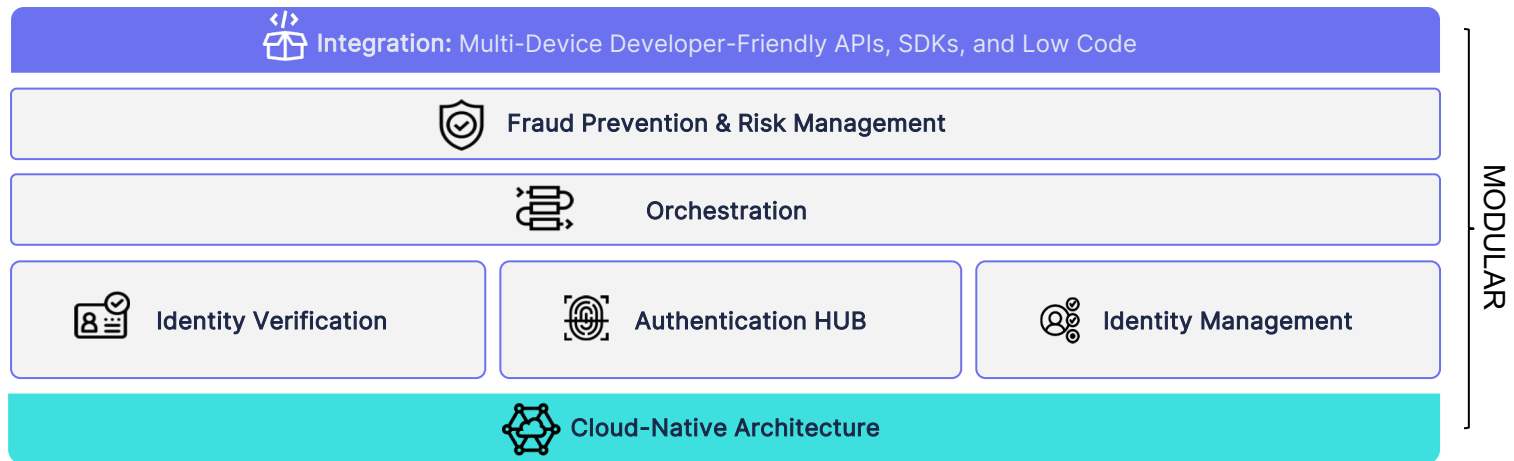 Integration: Multi-Device Developer-Friendly APIs, SDKs, and Low Code
Fraud Prevention & Risk Management
Orchestration
Identity Verification
Authentication HUB
Identity Management
Cloud-Native Architecture
MODULAR